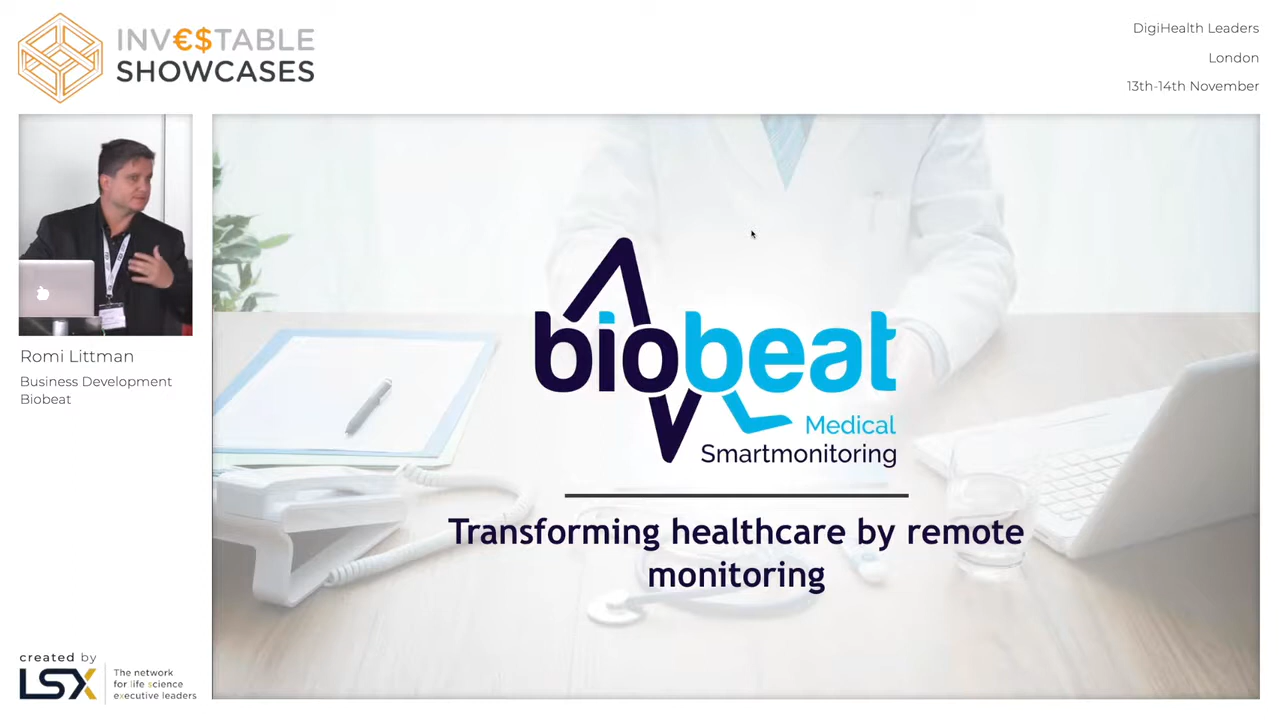 INV€$TABLE
SHOWCASES
DigiHealth Leaders
London
13th-14th November
Romi Littman
Business Development
Biobeat
biobeat
Medical
Smartmonitoring
Transforming healthcare by remote
monitoring
created by
LSX
The network
for life science
executive leaders